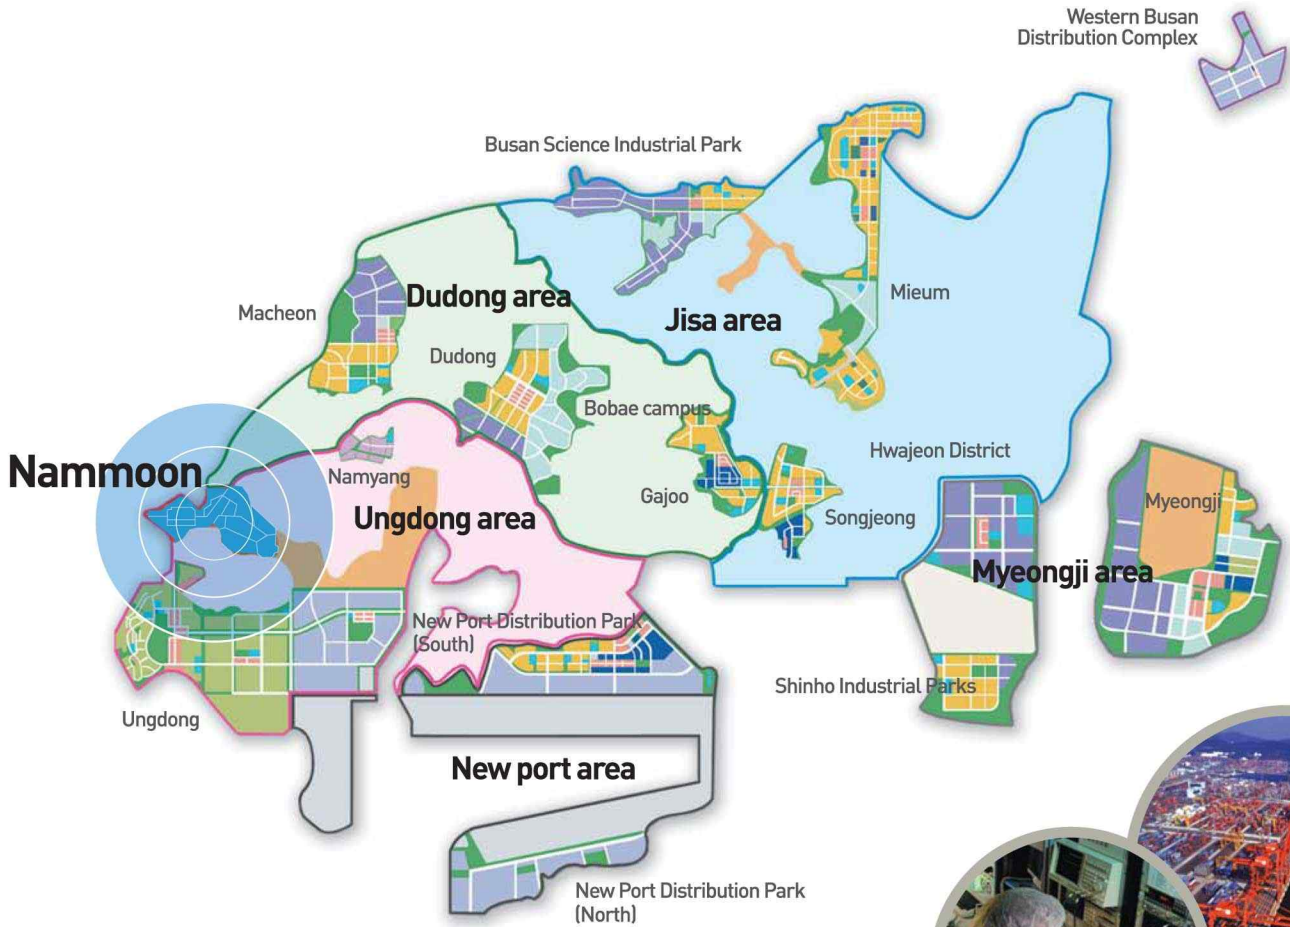 Western Busan
Distribution Complex
Busan Science Industrial Park
Macheon
Dudong area
Jisa area
Mieum
Dudong
Bobae campus
Nammoon
Namyang
Ungdong area
Gajoo
Songjeong
Hwajeon District
Myeongji
Myeongji area
New Port Distribution Park
(South)
Shinho Industrial Parks
Ungdong
New port area
New Port Distribution Park
(North)